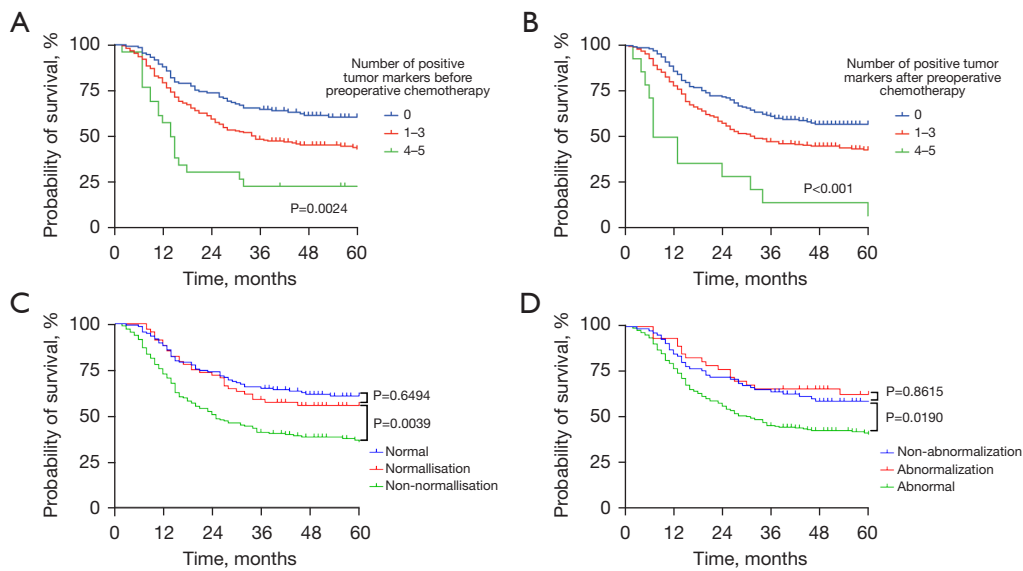 A
Probability of survival, %
100
75
50
25
0
0 12 24 36 48 60
Time, months
Number of positive
tumor markers before
preoperative chemotherapy
0
1–3
4–5
P=0.0024
B
Probability of survival, %
100
75
50
25
0
0 12 24 36 48 60
Time, months
Number of positive tumor
markers after preoperative
chemotherapy
0
1–3
4–5
P<0.001
C
Probability of survival, %
100
75
50
25
0
0 12 24 36 48 60
Time, months
P=0.6494
P=0.0039
Normal
Normallisation
Non-normallisation
D
Probability of survival, %
100
75
50
25
0
0 12 24 36 48 60
Time, months
P=0.8615
P=0.0190
Non-abnormalization
Abnormalization
Abnormal